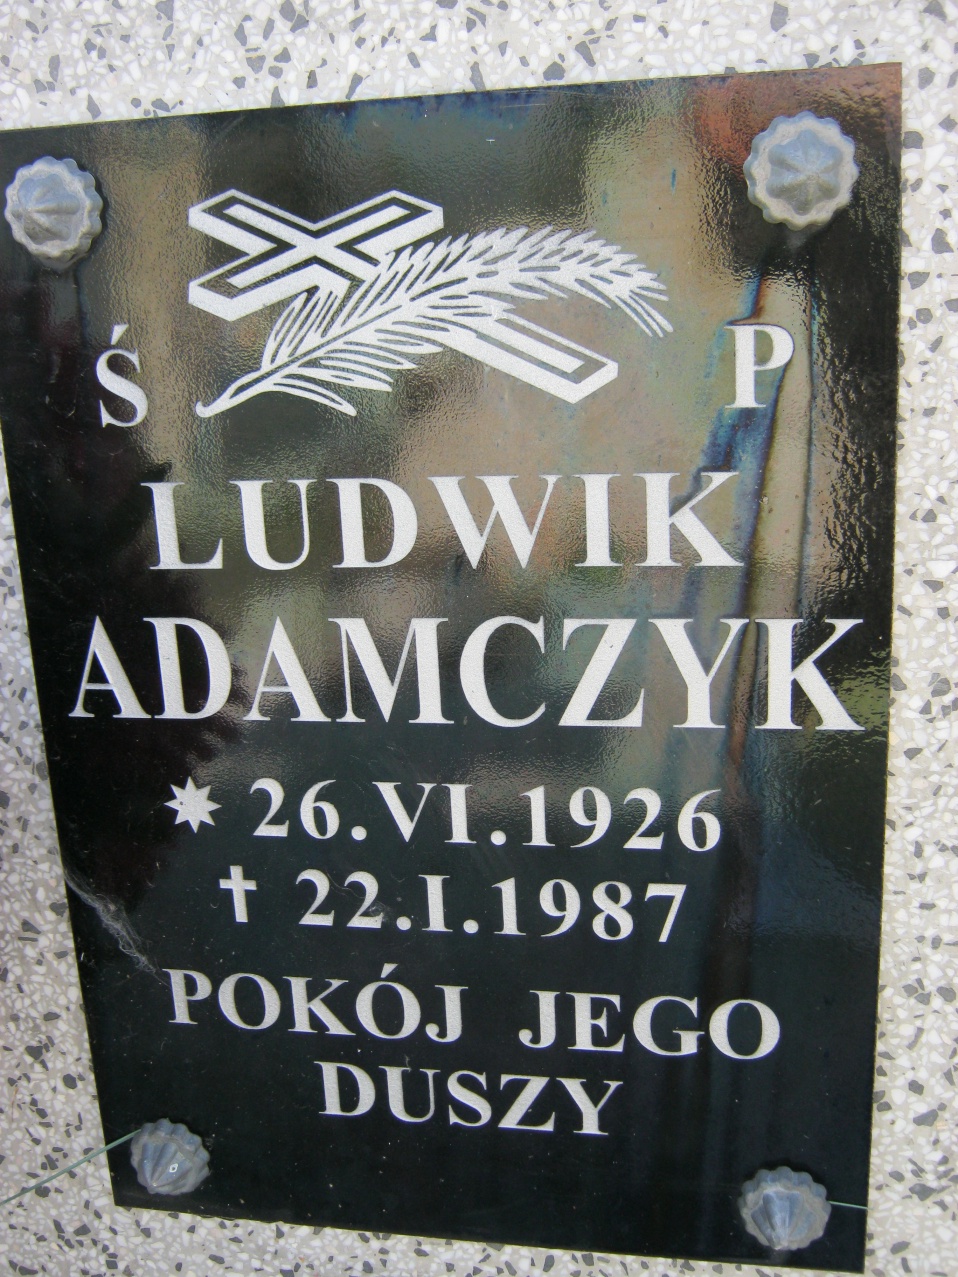 Ś P
LUDWIK
ADAMCZYK
26.VI.1926
22.I.1987
POKÓJ JEGO
DUSZY